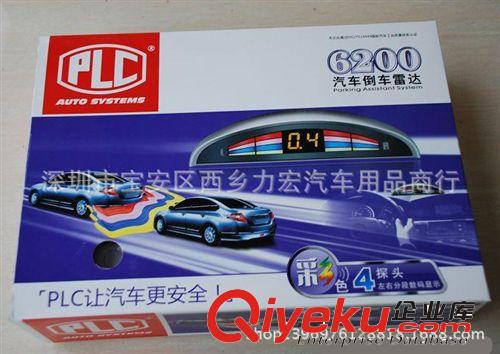 PLC®
AUTO SYSTEMS
6200
汽车倒车雷达
Parking Assistant System
0.4
R
深圳市宝安区西乡力宏汽车用品商行
彩色4探头
左右分段数码显示
「PLC让汽车更安全！」
PLC
Qiyeku.com
企业库